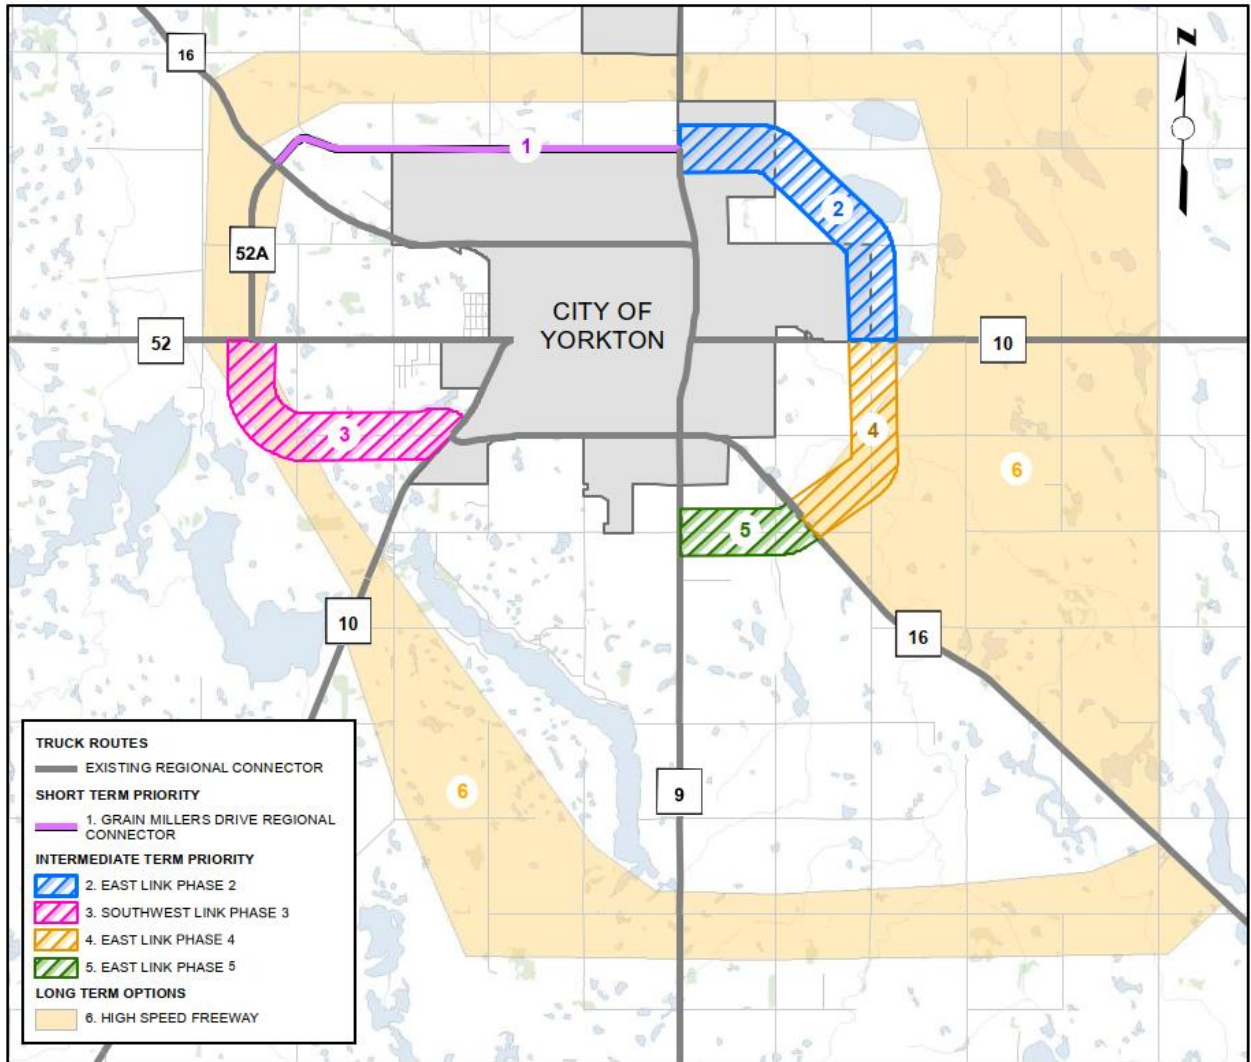 16
N
1
2
52A
CITY OF
YORKTON
52
10
3
4
6
5
10
16
6
9
TRUCK ROUTES
EXISTING REGIONAL CONNECTOR
SHORT TERM PRIORITY
1. GRAIN MILLERS DRIVE REGIONAL
CONNECTOR
INTERMEDIATE TERM PRIORITY
2. EAST LINK PHASE 2
3. SOUTHWEST LINK PHASE 3
4. EAST LINK PHASE 4
5. EAST LINK PHASE 5
LONG TERM OPTIONS
6. HIGH SPEED FREEWAY